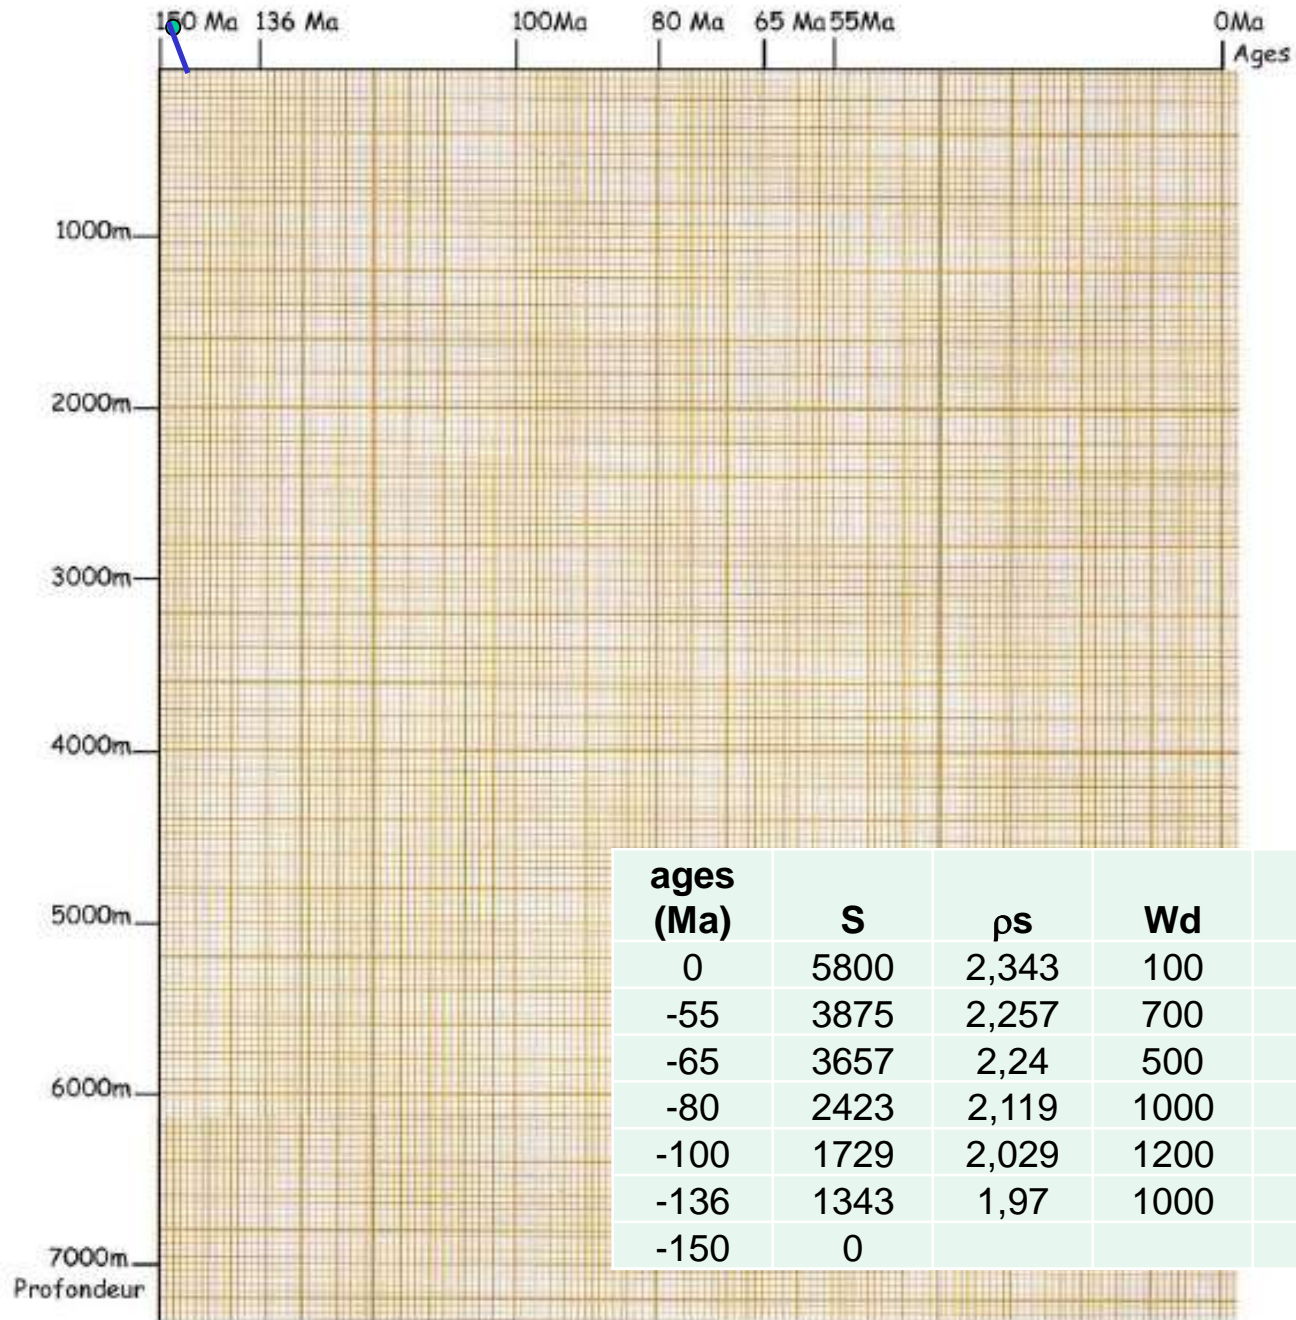 150 Ma 136 Ma 100Ma 80 Ma 65 Ma 55Ma 0Ma
Ages
1000m
2000m
3000m
4000m
5000m
6000m
7000m
Profondeur
ages (Ma) S ρs Wd
0 5800 2,343 100
-55 3875 2,257 700
-65 3657 2,24 500
-80 2423 2,119 1000
-100 1729 2,029 1200
-136 1343 1,97 1000
-150 0